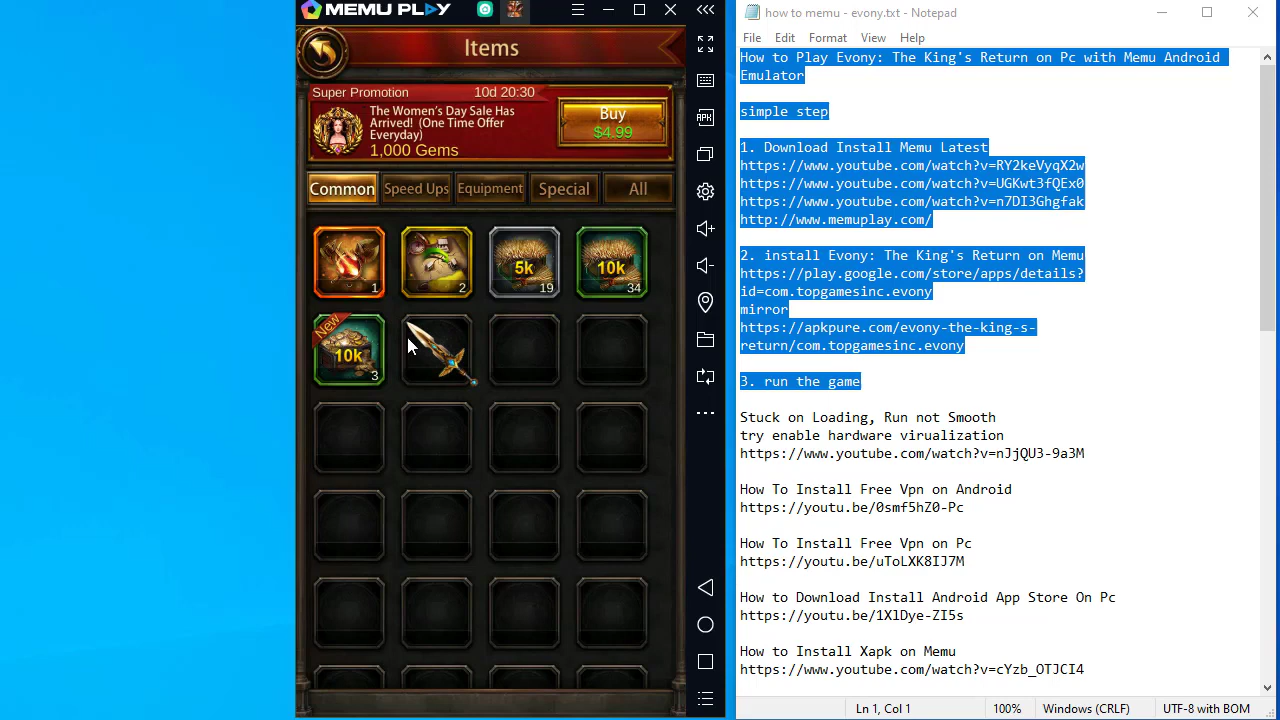 MEMU PLAY
Items
Super Promotion
10d 20:30
The Women's Day Sale Has
Arrived! (One Time Offer
Everyday)
1,000 Gems
Buy
$4.99
Common
Speed Ups
Equipment
Special
All
1
2
5k
19
10k
34
New
10k
3
APK
how to memu - evony.txt - Notepad
File Edit Format View Help
How to Play Evony: The King's Return on Pc with Memu Android
Emulator
simple step
1. Download Install Memu Latest
https://www.youtube.com/watch?v=RY2keVyqX2w
https://www.youtube.com/watch?v=UGKwt3fQEx0
https://www.youtube.com/watch?v=n7DI3Ghgfak
http://www.memuplay.com/
2. install Evony: The King's Return on Memu
https://play.google.com/store/apps/details?
id=com.topgamesinc.evony
mirror
https://apkpure.com/evony-the-king-s-
return/com.topgamesinc.evony
3. run the game
Stuck on Loading, Run not Smooth
try enable hardware virualization
https://www.youtube.com/watch?v=nJjQU3-9a3M
How To Install Free Vpn on Android
https://youtu.be/0smf5hZ0-Pc
How To Install Free Vpn on Pc
https://youtu.be/uToLXK8IJ7M
How to Download Install Android App Store On Pc
https://youtu.be/1XlDye-ZI5s
How to Install Xapk on Memu
https://www.youtube.com/watch?v=cYzb_OTJCI4
Ln 1, Col 1
100%
Windows (CRLF)
UTF-8 with BOM